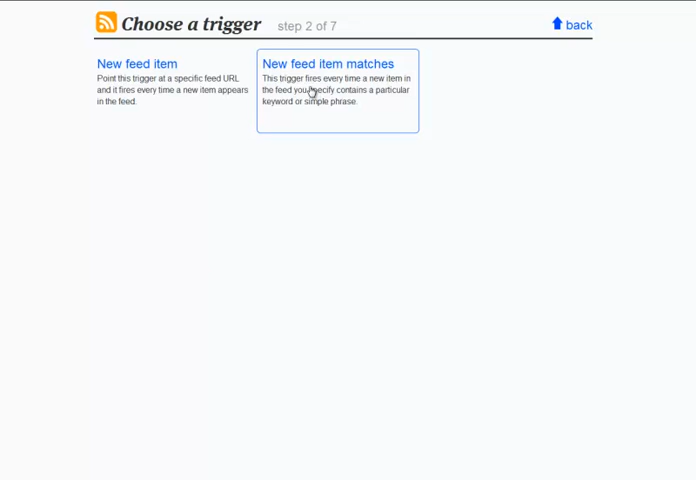 Choose a trigger step 2 of 7 back
New feed item
Point this trigger at a specific feed URL
and it fires every time a new item appears
in the feed.
New feed item matches
This trigger fires every time a new item in
the feed you specify contains a particular
keyword or simple phrase.